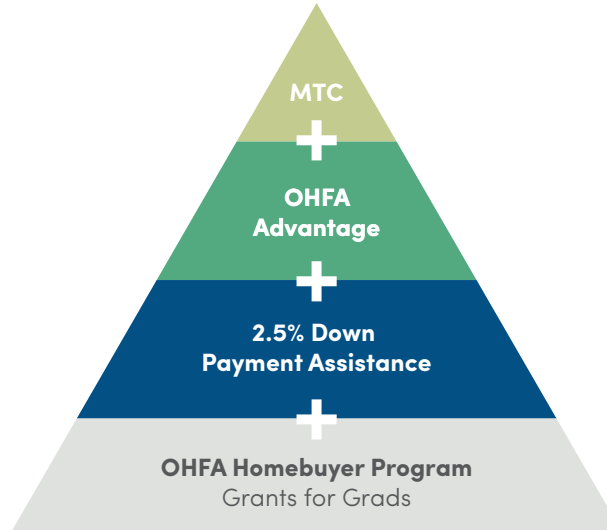 MTC
+
OHFA
Advantage
+
2.5% Down
Payment Assistance
+
OHFA Homebuyer Program
Grants for Grads